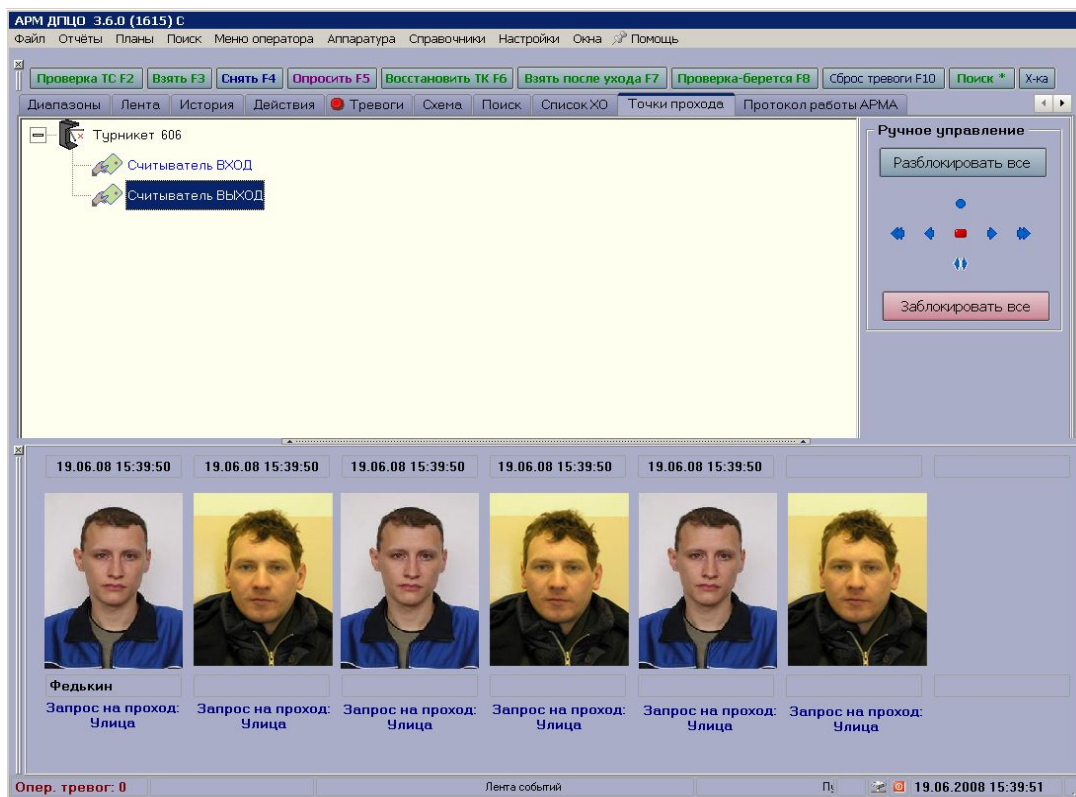 АРМ ДПЦО 3.6.0 (1615) С
Файл Отчёты Планы Поиск Меню оператора Аппаратура Справочники Настройки Окна Помощь
Проверка ТС F2 Взять F3 Снять F4 Опросить F5 Восстановить ТК F6 Взять после ухода F7 Проверка-берется F8 Сброс тревоги F10 Поиск * Х-ка
Диапазоны Лента История Действия Тревоги Схема Поиск Список ХО Точки прохода Протокол работы АРМА
Турникет 606
Считыватель ВХОД
Считыватель ВЫХОД
Ручное управление
Разблокировать все
Заблокировать все
19.06.08 15:39:50 19.06.08 15:39:50 19.06.08 15:39:50 19.06.08 15:39:50 19.06.08 15:39:50
Федькин
Запрос на проход: Запрос на проход: Запрос на проход: Запрос на проход: Запрос на проход: Запрос на проход:
Улица Улица Улица Улица Улица Улица
Опер. тревог: 0 Лента событий 19.06.2008 15:39:51